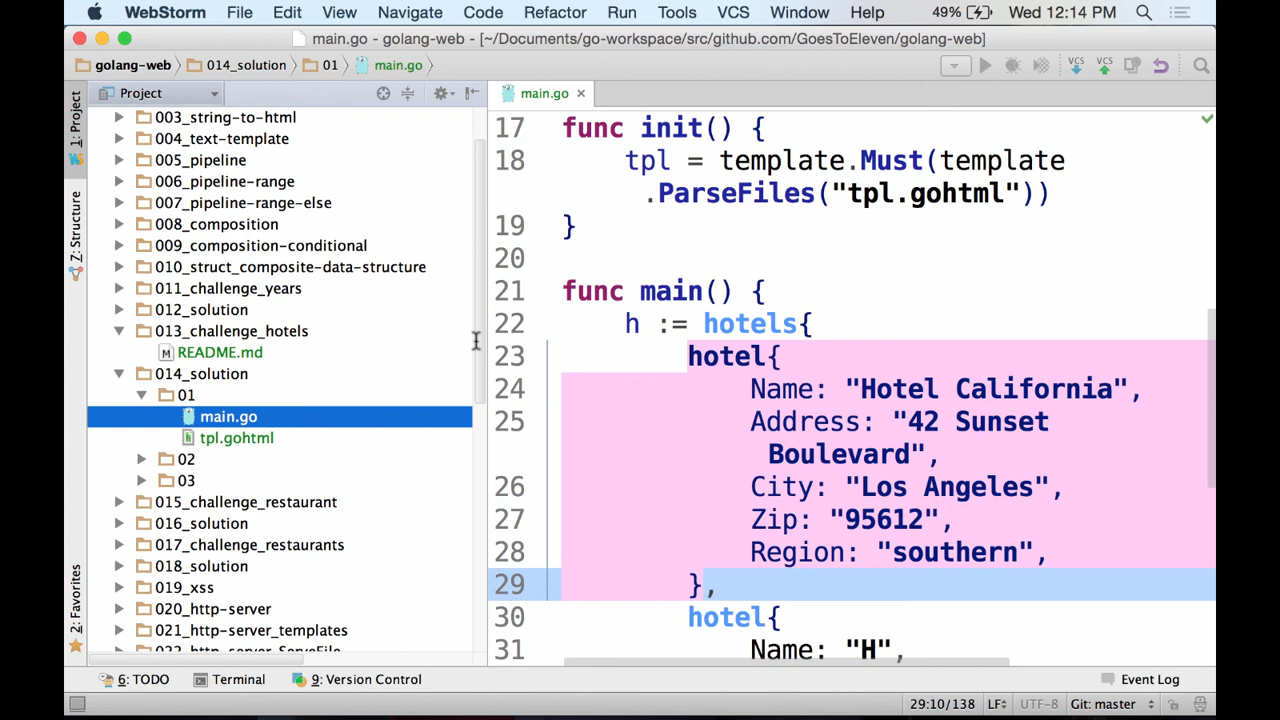 WebStorm File Edit View Navigate Code Refactor Run Tools VCS Window Help 49% Wed 12:14 PM
main.go - golang-web - [~/Documents/go-workspace/src/github.com/GoesToEleven/golang-web]
golang-web 014_solution 01 main.go
VCS VCS
1: Project
7: Structure
2: Favorites
Project
003_string-to-html
004_text-template
005_pipeline
006_pipeline-range
007_pipeline-range-else
008_composition
009_composition-conditional
010_struct_composite-data-structure
011_challenge_years
012_solution
013_challenge_hotels
README.md
014_solution
01
main.go
tpl.gohtml
02
03
015_challenge_restaurant
016_solution
017_challenge_restaurants
018_solution
019_xss
020_http-server
021_http-server_templates
022_http-server_ServeFile
main.go
17 func init() {
18 tpl = template.Must(template
.ParseFiles("tpl.gohtml"))
19 }
20
21 func main() {
22 h := hotels{
23 hotel{
24 Name: "Hotel California",
25 Address: "42 Sunset
Boulevard",
26 City: "Los Angeles",
27 Zip: "95612",
28 Region: "southern",
29 },
30 hotel{
31 Name: "H",
6: TODO Terminal 9: Version Control Event Log
29:10/138 LF UTF-8 Git: master